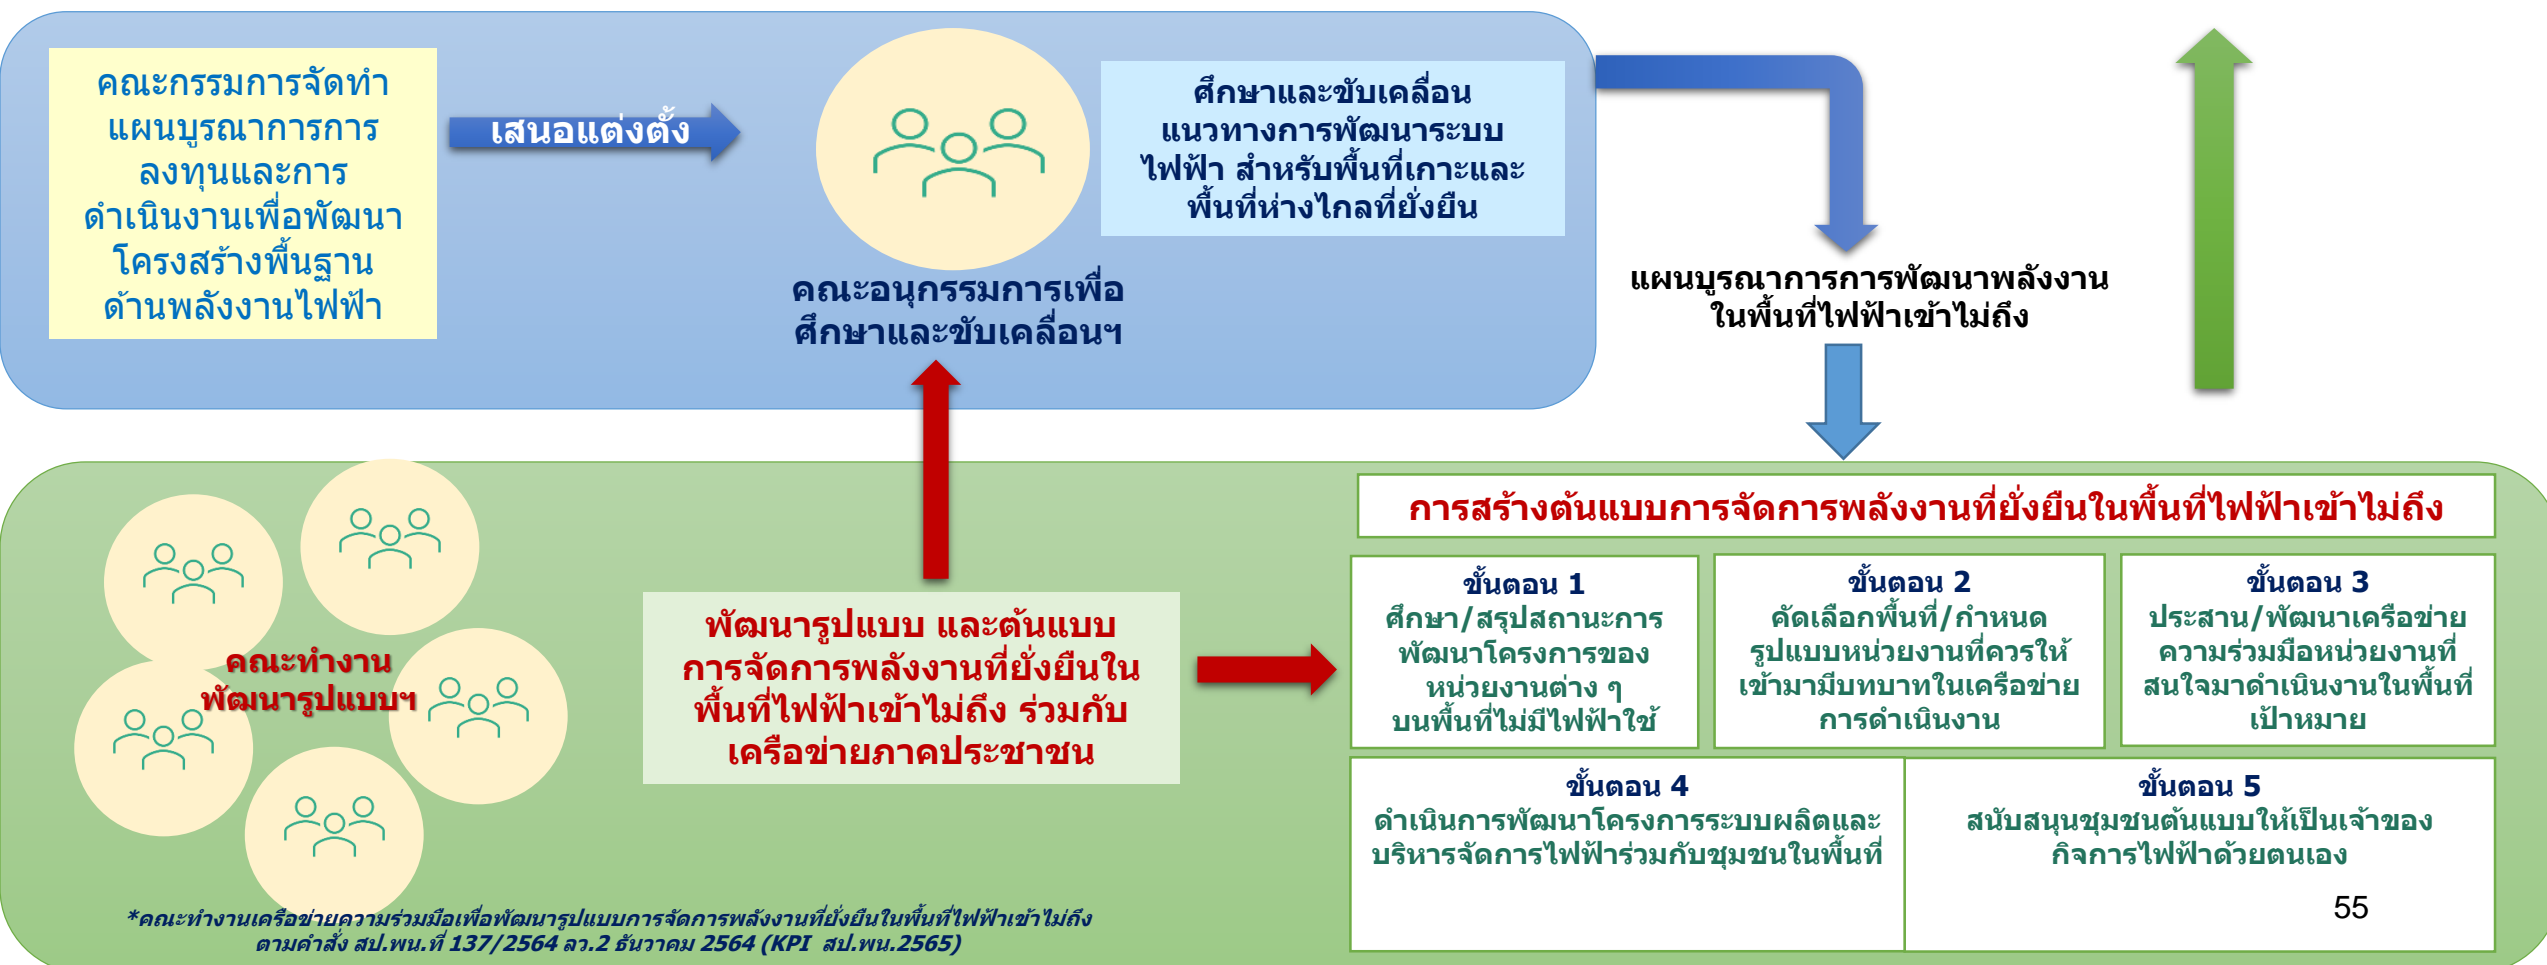 คณะกรรมการจัดทำ
แผนบูรณาการการ
ลงทุนและการ
ดำเนินงานเพื่อพัฒนา
โครงสร้างพื้นฐาน
ด้านพลังงานไฟฟ้า
เสนอแต่งตั้ง
คณะอนุกรรมการเพื่อ
ศึกษาและขับเคลื่อนฯ
ศึกษาและขับเคลื่อน
แนวทางการพัฒนาระบบ
ไฟฟ้า สำหรับพื้นที่เกาะและ
พื้นที่ห่างไกลที่ยั่งยืน
แผนบูรณาการการพัฒนาพลังงาน
ในพื้นที่ไฟฟ้าเข้าไม่ถึง
คณะทำงาน
พัฒนารูปแบบฯ
พัฒนารูปแบบ และต้นแบบ
การจัดการพลังงานที่ยั่งยืนใน
พื้นที่ไฟฟ้าเข้าไม่ถึง ร่วมกับ
เครือข่ายภาคประชาชน
การสร้างต้นแบบการจัดการพลังงานที่ยั่งยืนในพื้นที่ไฟฟ้าเข้าไม่ถึง
ขั้นตอน 1
ศึกษา/สรุปสถานะการ
พัฒนาโครงการของ
หน่วยงานต่าง ๆ
บนพื้นที่ไม่มีไฟฟ้าใช้
ขั้นตอน 2
คัดเลือกพื้นที่/กำหนด
รูปแบบหน่วยงานที่ควรให้
เข้ามามีบทบาทในเครือข่าย
การดำเนินงาน
ขั้นตอน 3
ประสาน/พัฒนาเครือข่าย
ความร่วมมือหน่วยงานที่
สนใจมาดำเนินงานในพื้นที่
เป้าหมาย
ขั้นตอน 4
ดำเนินการพัฒนาโครงการระบบผลิตและ
บริหารจัดการไฟฟ้าร่วมกับชุมชนในพื้นที่
ขั้นตอน 5
สนับสนุนชุมชนต้นแบบให้เป็นเจ้าของ
กิจการไฟฟ้าด้วยตนเอง
55
*คณะทำงานเครือข่ายความร่วมมือเพื่อพัฒนารูปแบบการจัดการพลังงานที่ยั่งยืนในพื้นที่ไฟฟ้าเข้าไม่ถึง
ตามคำสั่ง สป.พน.ที่ 137/2564 ลว.2 ธันวาคม 2564 (KPI สป.พน.2565)